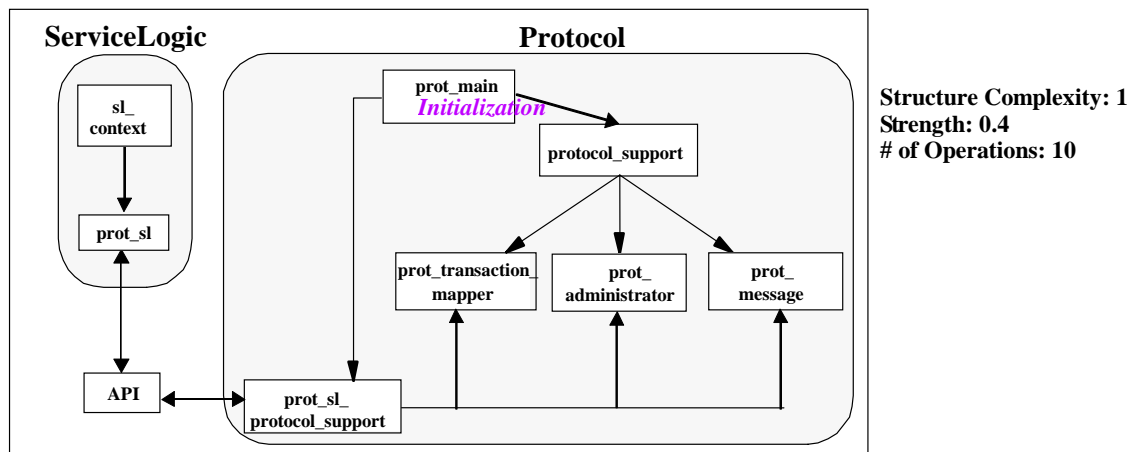 ServiceLogic
Protocol
sl_
context
prot_sl
API
prot_main
Initialization
protocol_support
prot_transaction_
mapper
prot_
administrator
prot_
message
prot_sl_
protocol_support
Structure Complexity: 1
Strength: 0.4
# of Operations: 10